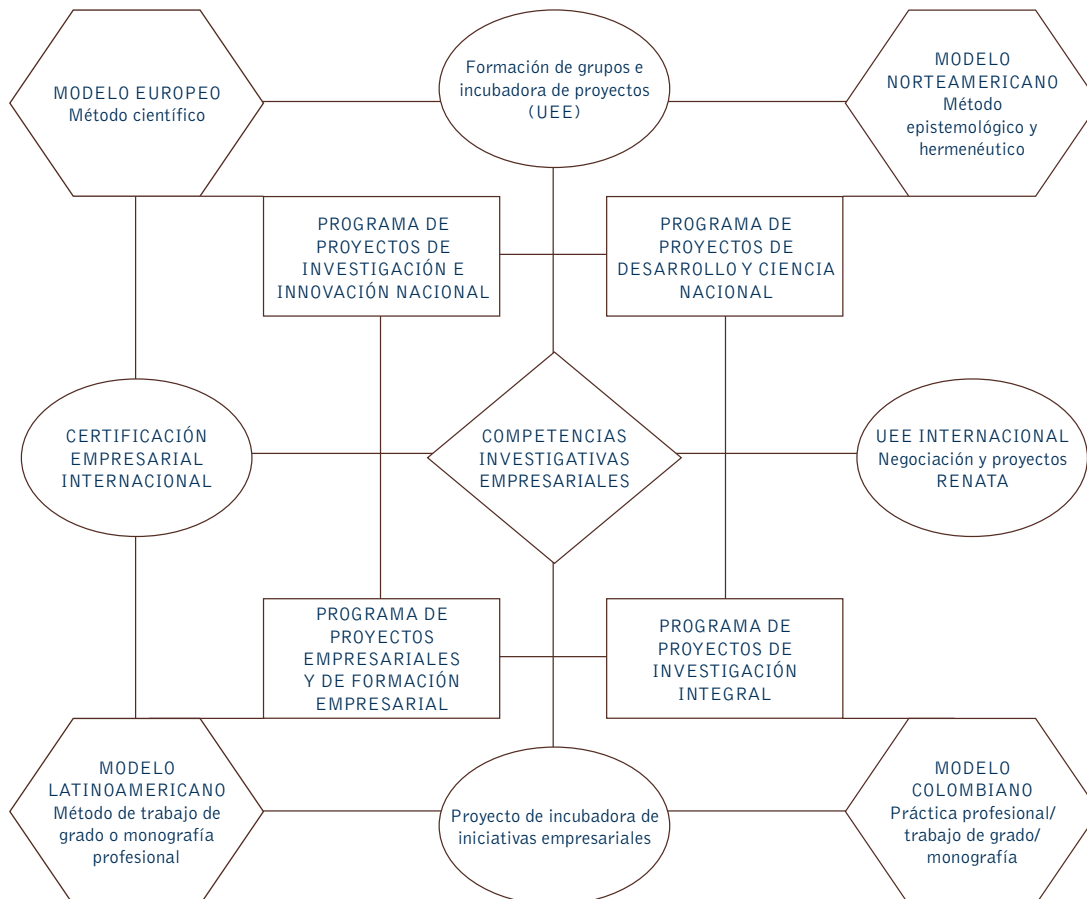 MODELO EUROPEO
Método científico
Formación de grupos e
incubadora de proyectos
(UEE)
MODELO
NORTEAMERICANO
Método
epistemológico y
hermenéutico
PROGRAMA DE
PROYECTOS DE
INVESTIGACIÓN E
INNOVACIÓN NACIONAL
PROGRAMA DE
PROYECTOS DE
DESARROLLO Y CIENCIA
NACIONAL
CERTIFICACIÓN
EMPRESARIAL
INTERNACIONAL
COMPETENCIAS
INVESTIGATIVAS
EMPRESARIALES
UEE INTERNACIONAL
Negociación y proyectos
RENATA
PROGRAMA DE
PROYECTOS
EMPRESARIALES
Y DE FORMACIÓN
EMPRESARIAL
PROGRAMA DE
PROYECTOS DE
INVESTIGACIÓN
INTEGRAL
MODELO
LATINOAMERICANO
Método de trabajo de
grado o monografía
profesional
Proyecto de incubadora de
iniciativas empresariales
MODELO
COLOMBIANO
Práctica profesional/
trabajo de grado/
monografía